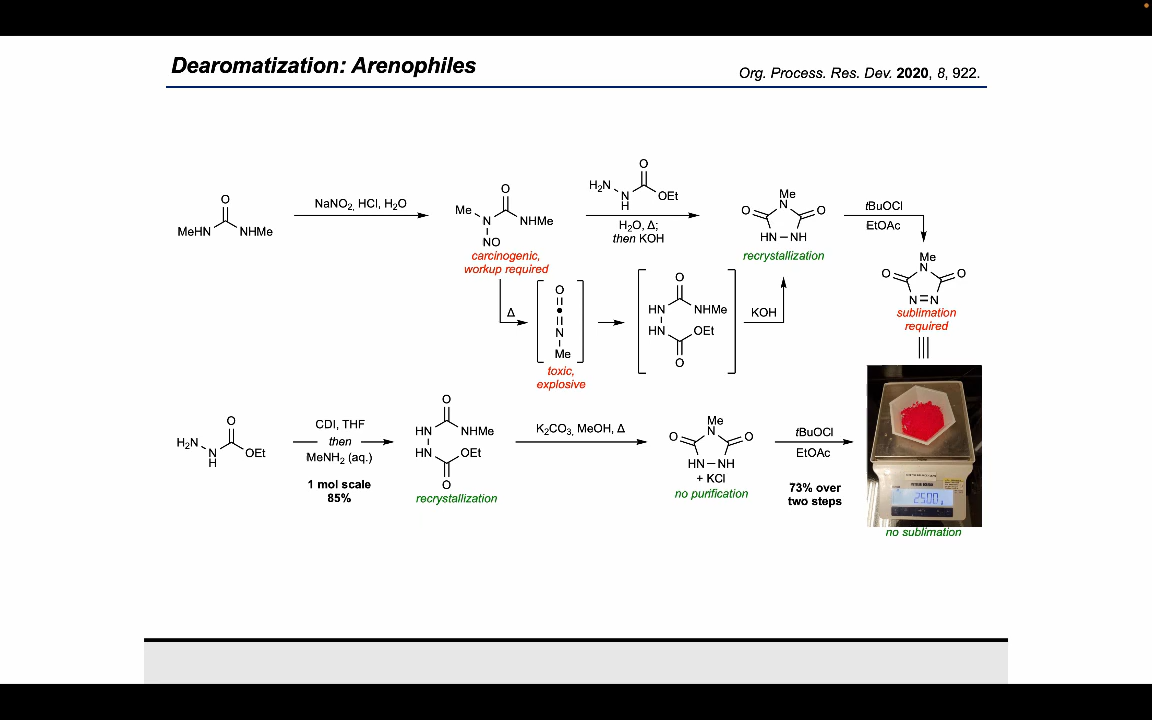 Dearomatization: Arenophiles
Org. Process. Res. Dev. 2020, 8, 922.
O
MeHN
NHMe
NaNO2, HCl, H2O
O
Me
N
NHMe
NO
carcinogenic,
workup required
O
H2N
N
H
OEt
H2O, Δ;
then KOH
Me
N
O
O
HN
NH
recrystallization
tBuOCl
EtOAc
Me
N
O
O
N
N
sublimation
required
Δ
O
N
Me
toxic,
explosive
O
HN
NHMe
HN
OEt
O
KOH
O
H2N
N
H
OEt
CDI, THF
then
MeNH2 (aq.)
1 mol scale
85%
O
HN
NHMe
HN
OEt
O
recrystallization
K2CO3, MeOH, Δ
Me
N
O
O
HN
NH
+ KCl
no purification
tBuOCl
EtOAc
73% over
two steps
25.00
no sublimation